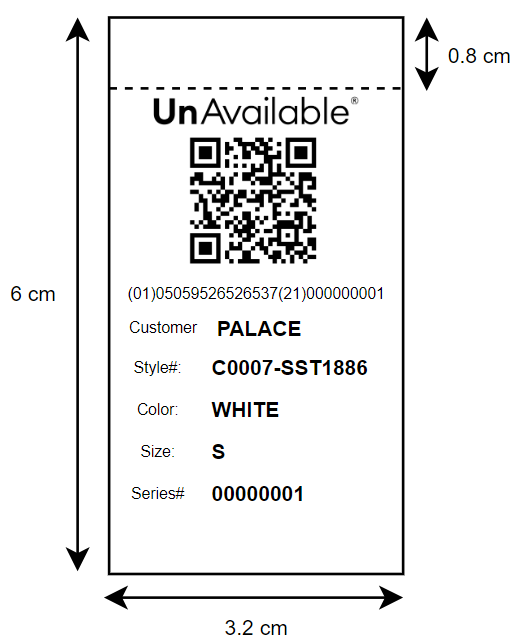 0.8 cm
UnAvailable®
6 cm
(01)05059526526537(21)000000001
Customer PALACE
Style#: C0007-SST1886
Color: WHITE
Size: S
Series# 00000001
3.2 cm